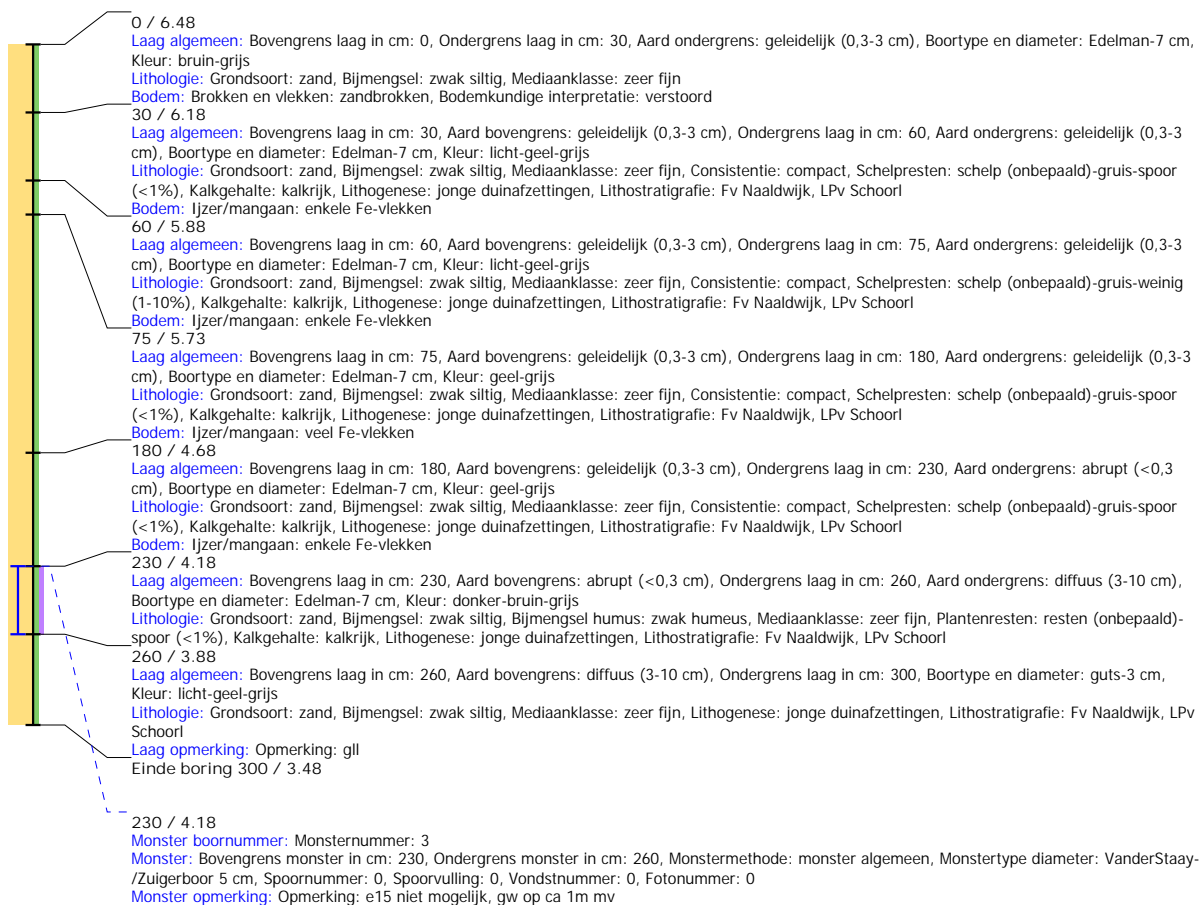 0 / 6.48
Laag algemeen: Bovengrens laag in cm: 0, Ondergrens laag in cm: 30, Aard ondergrens: geleidelijk (0,3-3 cm), Boortype en diameter: Edelman-7 cm,
Kleur: bruin-grijs
Lithologie: Grondsoort: zand, Bijmengsel: zwak siltig, Mediaanklasse: zeer fijn
Bodem: Brokken en vlekken: zandbrokken, Bodemkundige interpretatie: verstoord
30 / 6.18
Laag algemeen: Bovengrens laag in cm: 30, Aard bovengrens: geleidelijk (0,3-3 cm), Ondergrens laag in cm: 60, Aard ondergrens: geleidelijk (0,3-3
cm), Boortype en diameter: Edelman-7 cm, Kleur: licht-geel-grijs
Lithologie: Grondsoort: zand, Bijmengsel: zwak siltig, Mediaanklasse: zeer fijn, Consistentie: compact, Schelpresten: schelp (onbepaald)-gruis-spoor
(<1%), Kalkgehalte: kalkrijk, Lithogenese: jonge duinafzettingen, Lithostratigrafie: Fv Naaldwijk, LPv Schoorl
Bodem: Ijzer/mangaan: enkele Fe-vlekken
60 / 5.88
Laag algemeen: Bovengrens laag in cm: 60, Aard bovengrens: geleidelijk (0,3-3 cm), Ondergrens laag in cm: 75, Aard ondergrens: geleidelijk (0,3-3
cm), Boortype en diameter: Edelman-7 cm, Kleur: licht-geel-grijs
Lithologie: Grondsoort: zand, Bijmengsel: zwak siltig, Mediaanklasse: zeer fijn, Consistentie: compact, Schelpresten: schelp (onbepaald)-gruis-weinig
(1-10%), Kalkgehalte: kalkrijk, Lithogenese: jonge duinafzettingen, Lithostratigrafie: Fv Naaldwijk, LPv Schoorl
Bodem: Ijzer/mangaan: enkele Fe-vlekken
75 / 5.73
Laag algemeen: Bovengrens laag in cm: 75, Aard bovengrens: geleidelijk (0,3-3 cm), Ondergrens laag in cm: 180, Aard ondergrens: geleidelijk (0,3-3
cm), Boortype en diameter: Edelman-7 cm, Kleur: geel-grijs
Lithologie: Grondsoort: zand, Bijmengsel: zwak siltig, Mediaanklasse: zeer fijn, Consistentie: compact, Schelpresten: schelp (onbepaald)-gruis-spoor
(<1%), Kalkgehalte: kalkrijk, Lithogenese: jonge duinafzettingen, Lithostratigrafie: Fv Naaldwijk, LPv Schoorl
Bodem: Ijzer/mangaan: veel Fe-vlekken
180 / 4.68
Laag algemeen: Bovengrens laag in cm: 180, Aard bovengrens: geleidelijk (0,3-3 cm), Ondergrens laag in cm: 230, Aard ondergrens: abrupt (<0,3
cm), Boortype en diameter: Edelman-7 cm, Kleur: geel-grijs
Lithologie: Grondsoort: zand, Bijmengsel: zwak siltig, Mediaanklasse: zeer fijn, Consistentie: compact, Schelpresten: schelp (onbepaald)-gruis-spoor
(<1%), Kalkgehalte: kalkrijk, Lithogenese: jonge duinafzettingen, Lithostratigrafie: Fv Naaldwijk, LPv Schoorl
Bodem: Ijzer/mangaan: enkele Fe-vlekken
230 / 4.18
Laag algemeen: Bovengrens laag in cm: 230, Aard bovengrens: abrupt (<0,3 cm), Ondergrens laag in cm: 260, Aard ondergrens: diffuus (3-10 cm),
Boortype en diameter: Edelman-7 cm, Kleur: donker-bruin-grijs
Lithologie: Grondsoort: zand, Bijmengsel: zwak siltig, Bijmengsel humus: zwak humeus, Mediaanklasse: zeer fijn, Plantenresten: resten (onbepaald)-
spoor (<1%), Kalkgehalte: kalkrijk, Lithogenese: jonge duinafzettingen, Lithostratigrafie: Fv Naaldwijk, LPv Schoorl
260 / 3.88
Laag algemeen: Bovengrens laag in cm: 260, Aard bovengrens: diffuus (3-10 cm), Ondergrens laag in cm: 300, Boortype en diameter: guts-3 cm,
Kleur: licht-geel-grijs
Lithologie: Grondsoort: zand, Bijmengsel: zwak siltig, Mediaanklasse: zeer fijn, Lithogenese: jonge duinafzettingen, Lithostratigrafie: Fv Naaldwijk, LPv
Schoorl
Laag opmerking: Opmerking: gll
Einde boring 300 / 3.48
230 / 4.18
Monster boornummer: Monsternummer: 3
Monster: Bovengrens monster in cm: 230, Ondergrens monster in cm: 260, Monstermethode: monster algemeen, Monstertype diameter: VanderStaay-
/Zuigerboor 5 cm, Spoornummer: 0, Spoorvulling: 0, Vondstnummer: 0, Fotonummer: 0
Monster opmerking: Opmerking: e15 niet mogelijk, gw op ca 1m mv